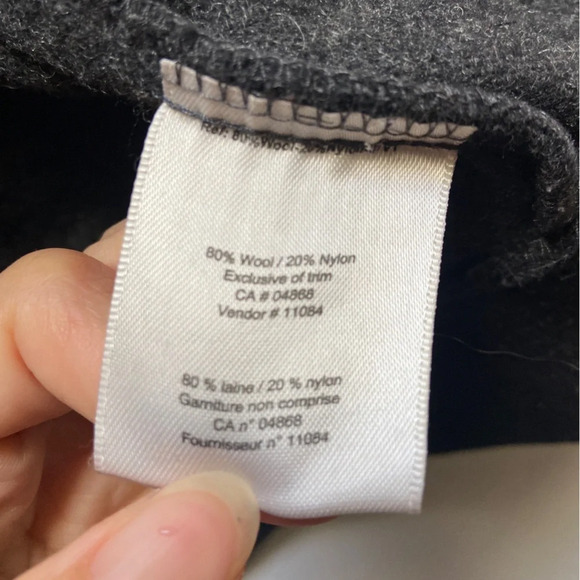 80% Wool / 20% Nylon
Exclusive of trim
CA # 04868
Vendor # 11084
80 % laine / 20 % nylon
Garniture non comprise
CA n° 04868
Fournisseur n° 11084